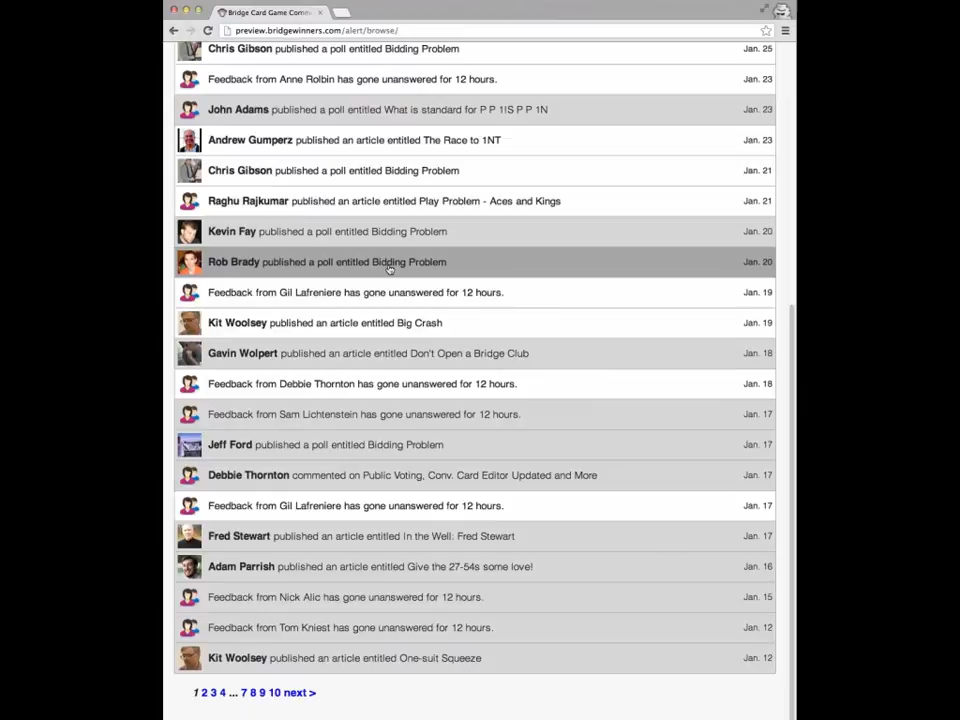 Bridge Card Game Comm
preview.bridgewinners.com/alert/browse/
Chris Gibson published a poll entitled Bidding Problem Jan. 25
Feedback from Anne Rolbin has gone unanswered for 12 hours. Jan. 23
John Adams published a poll entitled What is standard for P P 1!S P P 1N Jan. 23
Andrew Gumperz published an article entitled The Race to 1NT Jan. 23
Chris Gibson published a poll entitled Bidding Problem Jan. 21
Raghu Rajkumar published an article entitled Play Problem - Aces and Kings Jan. 21
Kevin Fay published a poll entitled Bidding Problem Jan. 20
Rob Brady published a poll entitled Bidding Problem Jan. 20
Feedback from Gil Lafreniere has gone unanswered for 12 hours. Jan. 19
Kit Woolsey published an article entitled Big Crash Jan. 19
Gavin Wolpert published an article entitled Don't Open a Bridge Club Jan. 18
Feedback from Debbie Thornton has gone unanswered for 12 hours. Jan. 18
Feedback from Sam Lichtenstein has gone unanswered for 12 hours. Jan. 17
Jeff Ford published a poll entitled Bidding Problem Jan. 17
Debbie Thornton commented on Public Voting, Conv. Card Editor Updated and More Jan. 17
Feedback from Gil Lafreniere has gone unanswered for 12 hours. Jan. 17
Fred Stewart published an article entitled In the Well: Fred Stewart Jan. 17
Adam Parrish published an article entitled Give the 27-54s some love! Jan. 16
Feedback from Nick Alic has gone unanswered for 12 hours. Jan. 15
Feedback from Tom Kniest has gone unanswered for 12 hours. Jan. 12
Kit Woolsey published an article entitled One-suit Squeeze Jan. 12
1 2 3 4 ... 7 8 9 10 next >